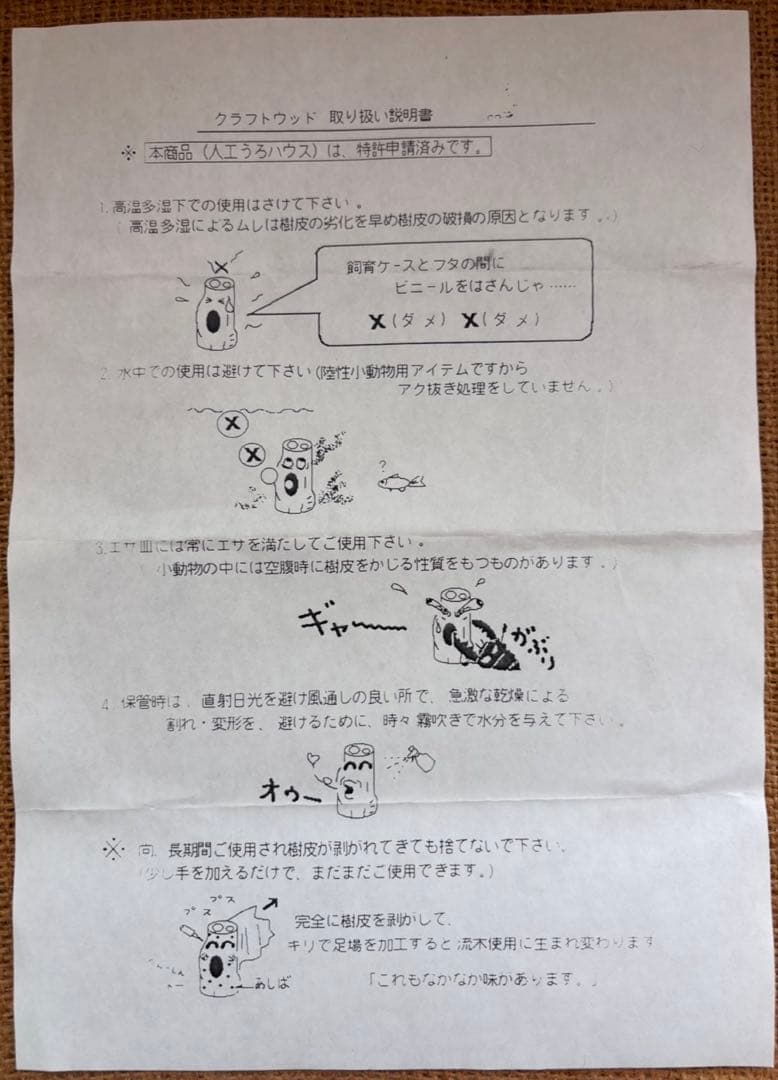 クラフトウッド 取り扱い説明書
※ 本商品（人工うろハウス）は、特許申請済みです。
1.高温多湿下での使用はさけて下さい。
(高温多湿によるムレは樹皮の劣化を早め樹皮の破損の原因となります。)
飼育ケースとフタの間に
ビニールをはさんじゃ……
X(ダメ) X(ダメ)
2.水中での使用は避けて下さい(陸性小動物用アイテムですから
アク抜き処理をしていません。)
X
X
?
3.エサ皿には常にエサを満たしてご使用下さい。
小動物の中には空腹時に樹皮をかじる性質をもつものがあります。)
ギャー
がぶり
4.保管時は、直射日光を避け風通しの良い所で、急激な乾燥による
割れ・変形を、避けるために、時々霧吹きで水分を与えて下さい。
オゥー
※ 尚、長期間ご使用され樹皮が剥がれてきても捨てないで下さい。
(少し手を加えるだけで、まだまだご使用できます。)
プス プス
完全に樹皮を剥がして、
キリで足場を加工すると 流木使用に生まれ変わります
あしば
「これもなかなか味があります。」